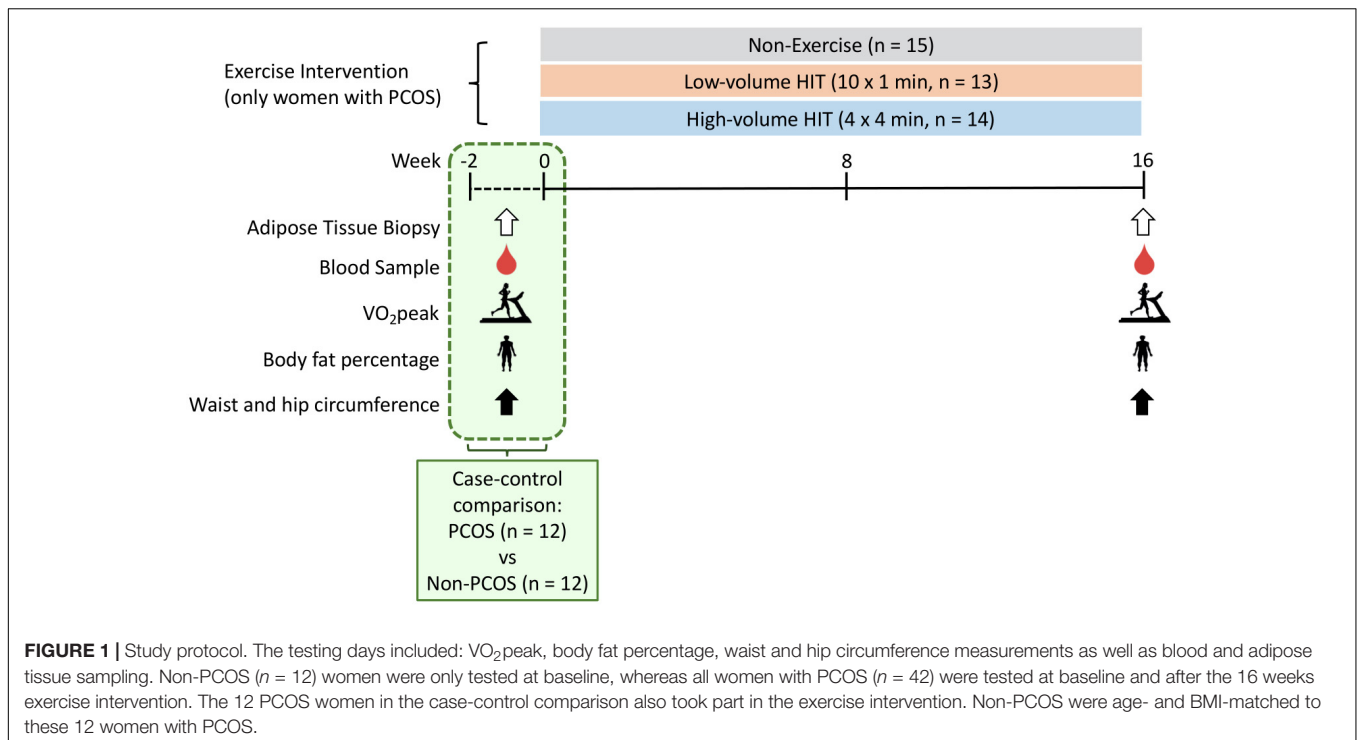 Non-Exercise (n = 15)
Exercise Intervention
(only women with PCOS)
Low-volume HIT (10 x 1 min, n = 13)
High-volume HIT (4 x 4 min, n = 14)
Week -2 0 8 16
Adipose Tissue Biopsy
Blood Sample
VO₂peak
Body fat percentage
Waist and hip circumference
Case-control
comparison:
PCOS (n = 12)
vs
Non-PCOS (n = 12)
FIGURE 1 | Study protocol. The testing days included: VO₂peak, body fat percentage, waist and hip circumference measurements as well as blood and adipose
tissue sampling. Non-PCOS (n = 12) women were only tested at baseline, whereas all women with PCOS (n = 42) were tested at baseline and after the 16 weeks
exercise intervention. The 12 PCOS women in the case-control comparison also took part in the exercise intervention. Non-PCOS were age- and BMI-matched to
these 12 women with PCOS.